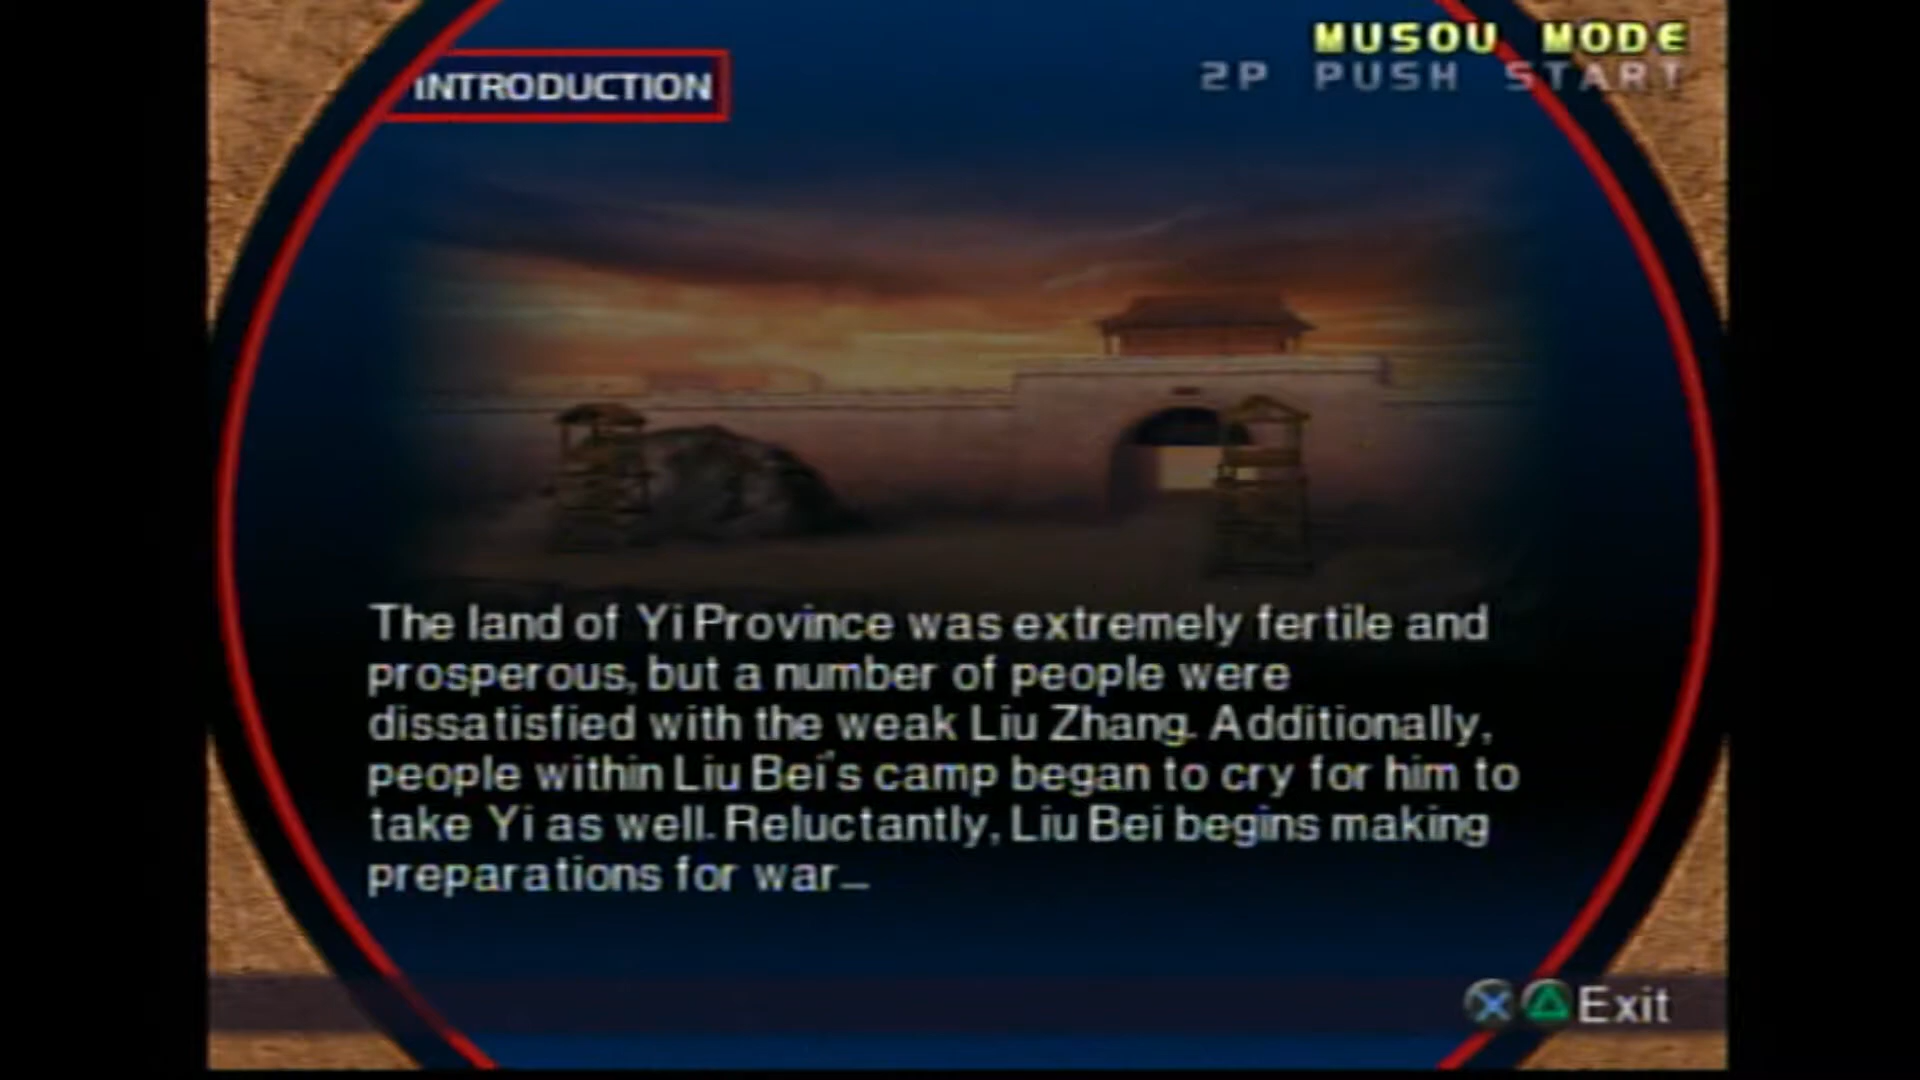 MUSOU MODE
INTRODUCTION
2P PUSH START
The land of Yi Province was extremely fertile and
prosperous, but a number of people were
dissatisfied with the weak Liu Zhang. Additionally,
people within Liu Bei's camp began to cry for him to
take Yi as well. Reluctantly, Liu Bei begins making
preparations for war...
Exit